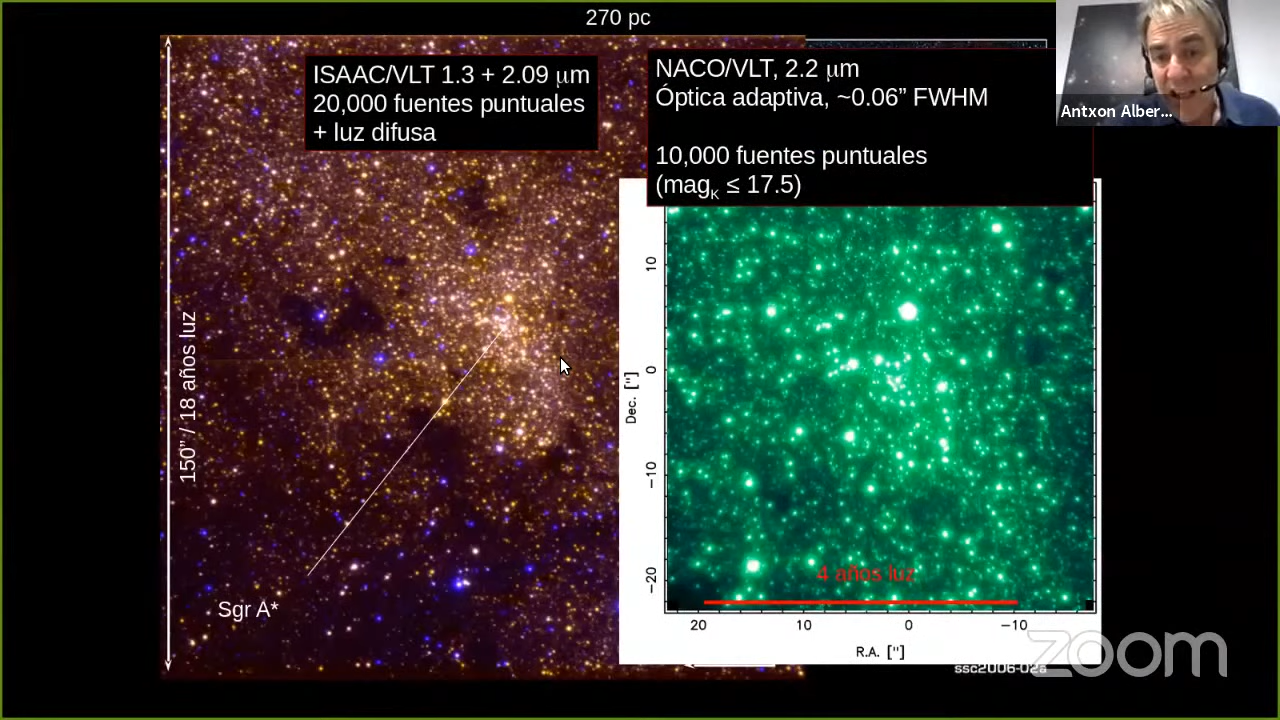 270 pc
ISAAC/VLT 1.3 + 2.09 μm
20,000 fuentes puntuales
+ luz difusa
NACO/VLT, 2.2 μm
Óptica adaptiva, ~0.06” FWHM
10,000 fuentes puntuales
(magK ≤ 17.5)
Antxon Alber...
150” / 18 años luz
Sgr A*
Dec. ["]
10
0
−10
−20
4 años luz
20 10 0 −10
R.A. ["]
ssc2006-02a
zoom